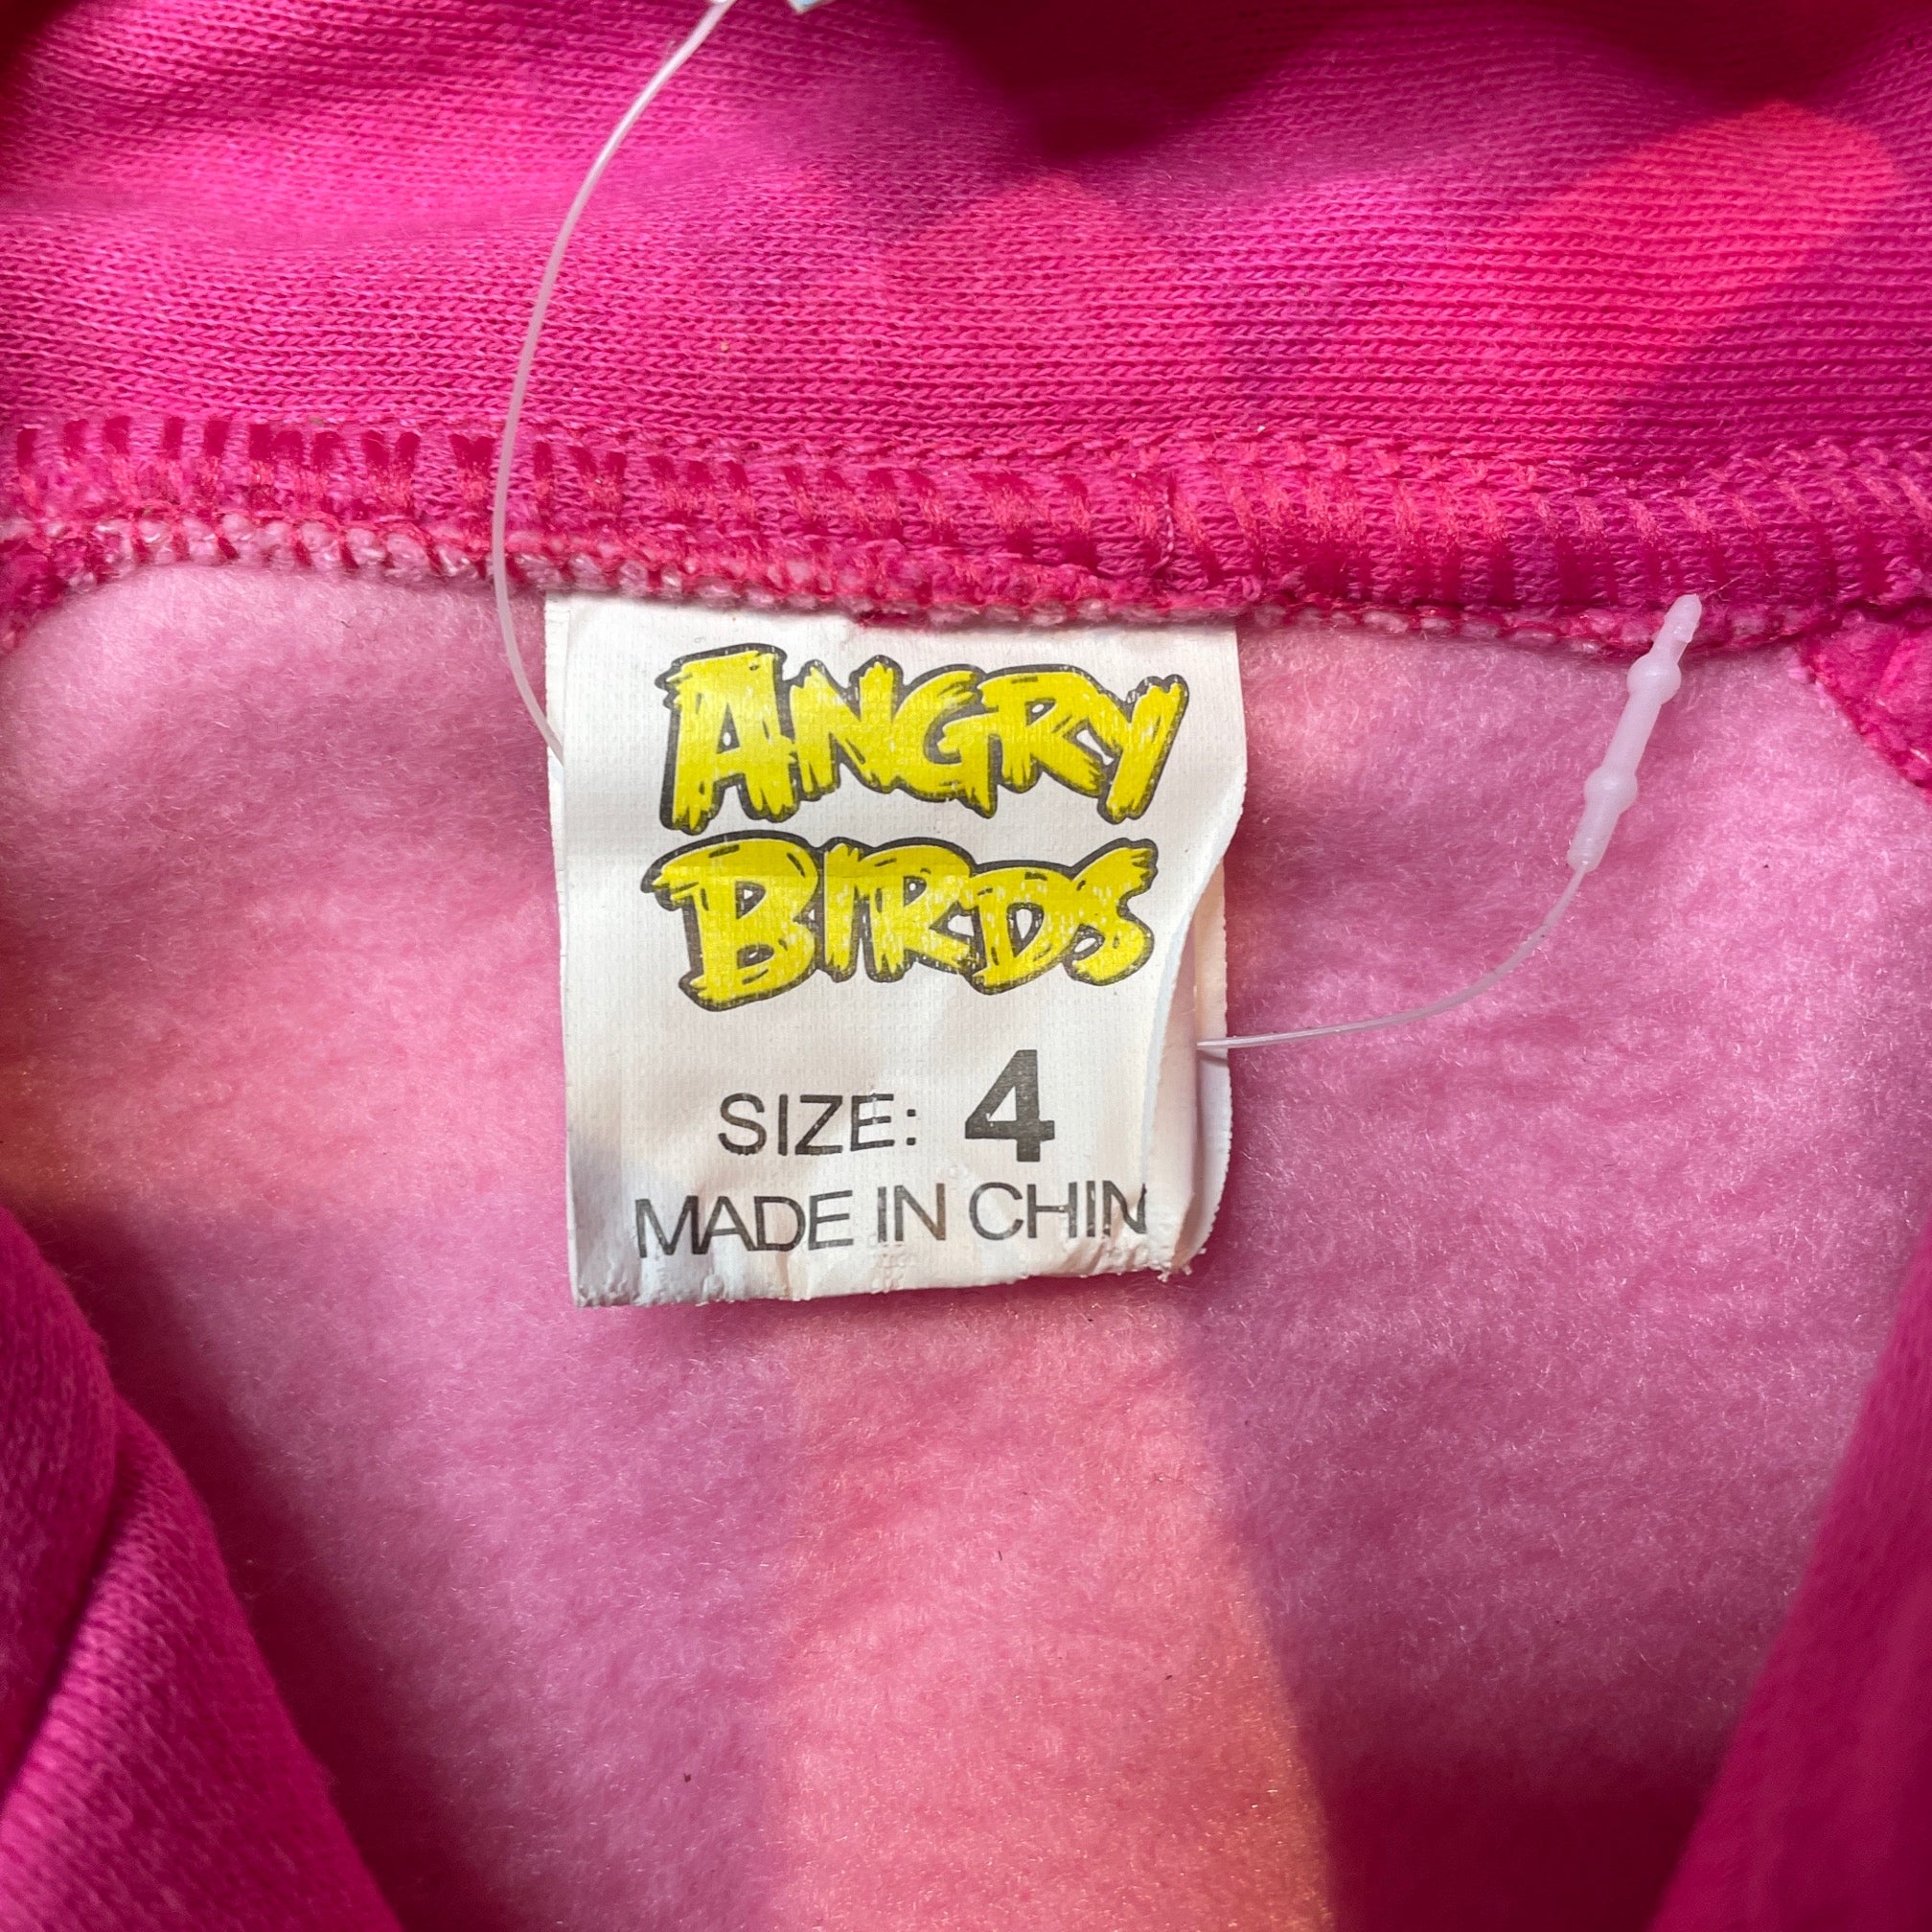 ANGRY
BIRDS
SIZE: 4
MADE IN CHIN